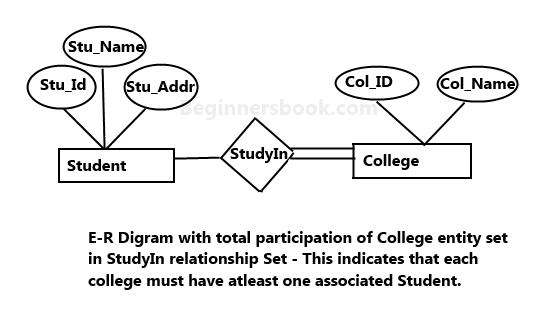 Stu_Name
Stu_Id
Stu_Addr
Col_ID
Col_Name
Beginnersbook.com
Student
StudyIn
College
E-R Digram with total participation of College entity set
in StudyIn relationship Set - This indicates that each
college must have atleast one associated Student.